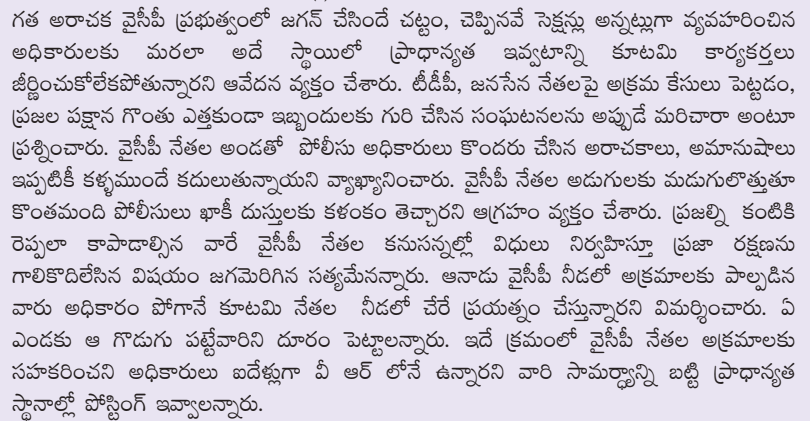 గత అరాచక వైసీపీ ప్రభుత్వంలో జగన్ చేసిందే చట్టం, చెప్పినవే సెక్షన్లు అన్నట్లుగా వ్యవహరించిన
అధికారులకు మరలా అదే స్థాయిలో ప్రాధాన్యత ఇవ్వటాన్ని కూటమి కార్యకర్తలు
జీర్ణించుకోలేకపోతున్నారని ఆవేదన వ్యక్తం చేశారు. టీడీపీ, జనసేన నేతలపై అక్రమ కేసులు పెట్టడం,
ప్రజల పక్షాన గొంతు ఎత్తకుండా ఇబ్బందులకు గురి చేసిన సంఘటనలను అప్పుడే మరిచారా అంటూ
ప్రశ్నించారు. వైసీపీ నేతల అండతో పోలీసు అధికారులు కొందరు చేసిన అరాచకాలు, అమానుషాలు
ఇప్పటికీ కళ్ళముందే కదులుతున్నాయని వ్యాఖ్యానించారు. వైసీపీ నేతల అడుగులకు మడుగులొత్తుతూ
కొంతమంది పోలీసులు ఖాకీ దుస్తులకు కళంకం తెచ్చారని ఆగ్రహం వ్యక్తం చేశారు. ప్రజల్ని కంటికి
రెప్పలా కాపాడాల్సిన వారే వైసీపీ నేతల కనుసన్నల్లో విధులు నిర్వహిస్తూ ప్రజా రక్షణను
గాలికొదిలేసిన విషయం జగమెరిగిన సత్యమేనన్నారు. ఆనాడు వైసీపీ నీడలో అక్రమాలకు పాల్పడిన
వారు అధికారం పోగానే కూటమి నేతల నీడలో చేరే ప్రయత్నం చేస్తున్నారని విమర్శించారు. ఏ
ఎండకు ఆ గొడుగు పట్టేవారిని దూరం పెట్టాలన్నారు. ఇదే క్రమంలో వైసీపీ నేతల అక్రమాలకు
సహకరించని అధికారులు ఐదేళ్లుగా వీ ఆర్ లోనే ఉన్నారని వారి సామర్థ్యాన్ని బట్టి ప్రాధాన్యత
స్థానాల్లో పోస్టింగ్ ఇవ్వాలన్నారు.